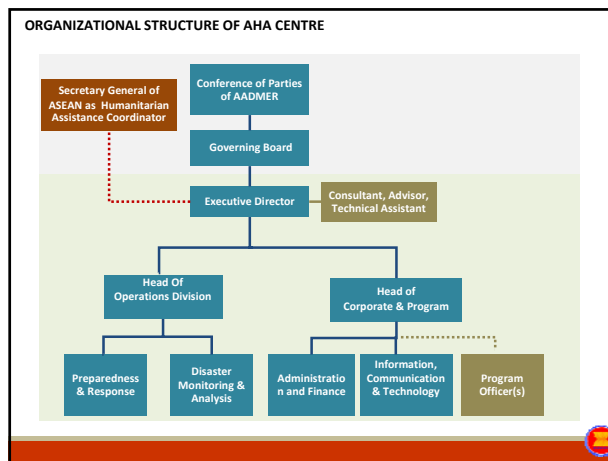 ORGANIZATIONAL STRUCTURE OF AHA CENTRE
Secretary General of
ASEAN as Humanitarian
Assistance Coordinator
Conference of Parties
of AADMER
Governing Board
Executive Director
Consultant, Advisor,
Technical Assistant
Head Of
Operations Division
Head of
Corporate & Program
Preparedness
& Response
Disaster
Monitoring &
Analysis
Administratio
n and Finance
Information,
Communication
& Technology
Program
Officer(s)